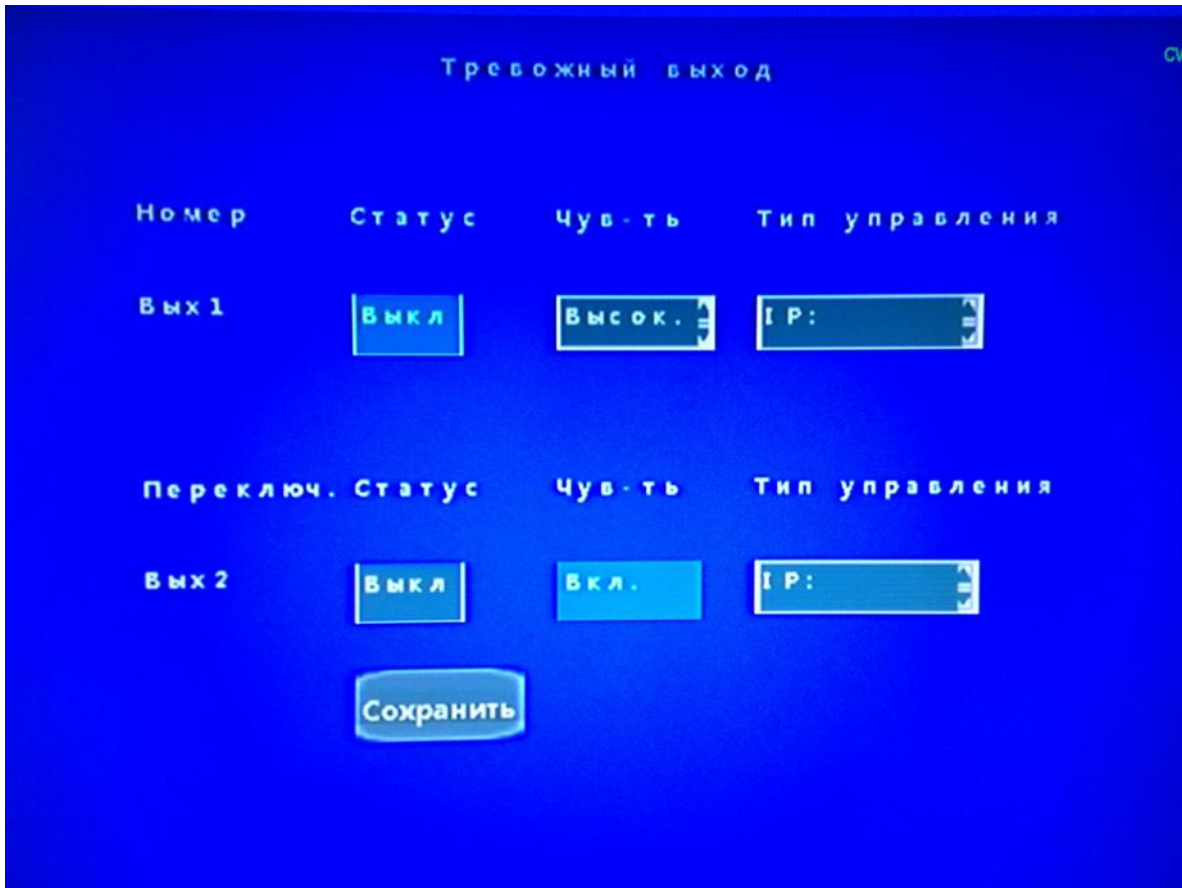 Тревожный выход
Номер Статус Чув-ть Тип управления
Вых1 Выкл Высок. IP:
Переключ. Статус Чув-ть Тип управления
Вых2 Выкл Вкл. IP:
Сохранить